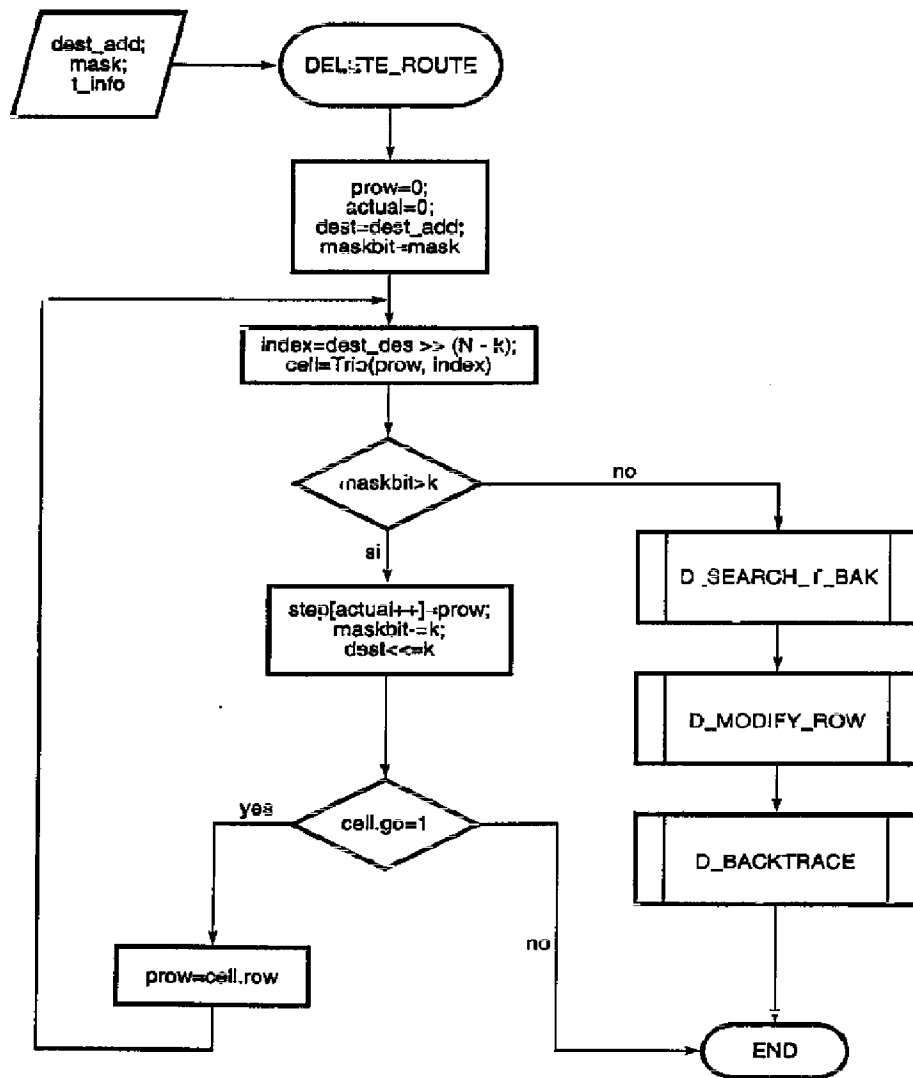 dest_add;
mask;
t_info
DELETE_ROUTE
prow=0;
actual=0;
dest=dest_add;
maskbit=mask
index=dest_des >> (N - k);
cell=Trie(prow, index)
maskbit>k
no
si
D_SEARCH_T_BAK
step[actual++]=prow;
maskbit-=k;
dest<<=k
D_MODIFY_ROW
yes
cell.go=1
D_BACKTRACE
no
prow=cell.row
END